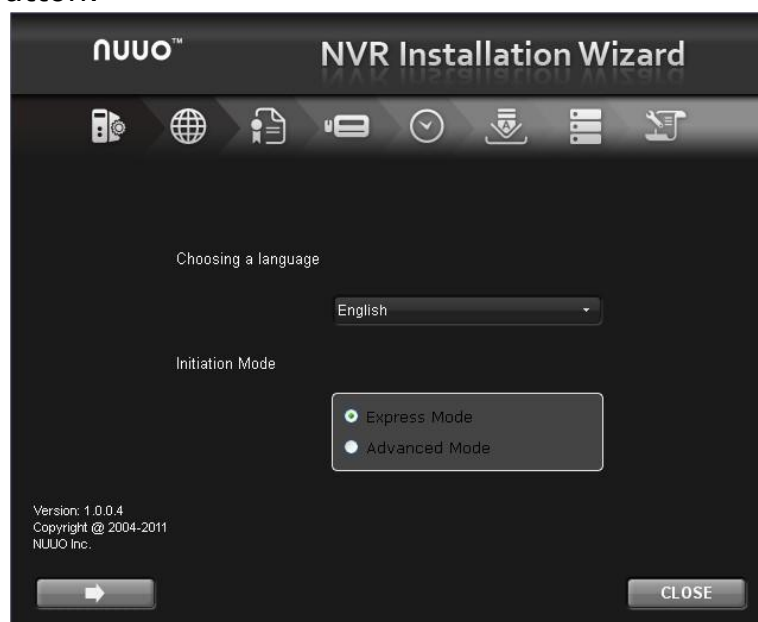 NUUO™
NVR Installation Wizard
Choosing a language
English
Initiation Mode
Express Mode
Advanced Mode
Version: 1.0.0.4
Copyright @ 2004-2011
NUUO Inc.
CLOSE